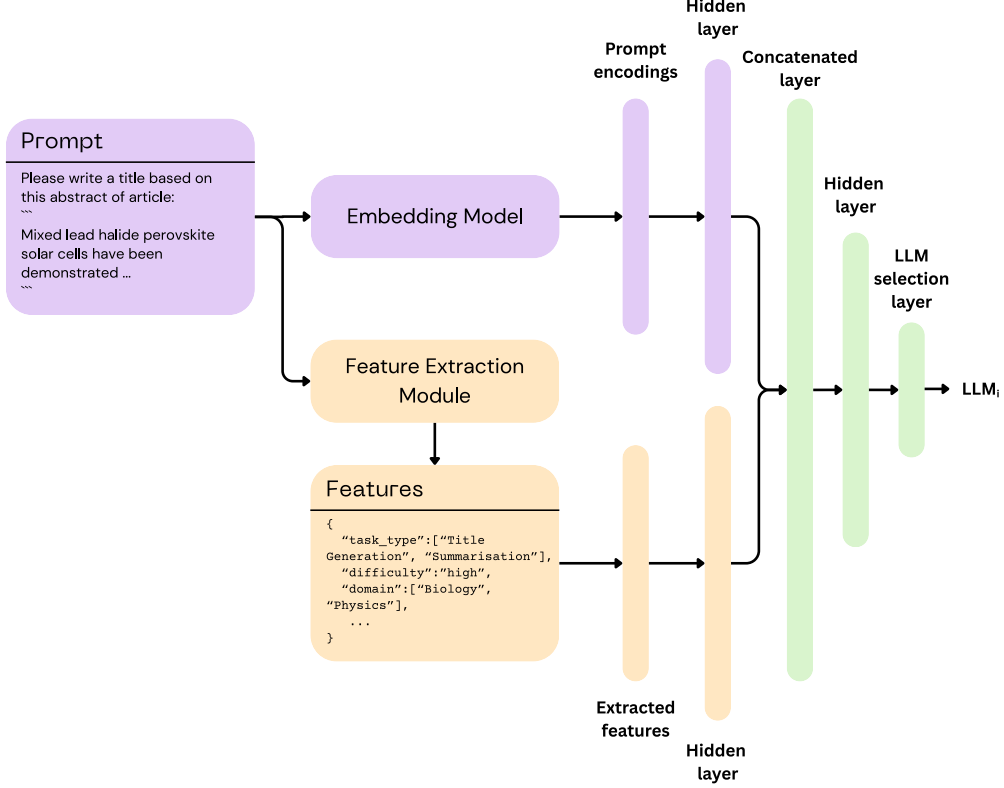 Hidden
layer
Prompt
encodings
Concatenated
layer
Prompt
Please write a title based on
this abstract of article:
```
Mixed lead halide perovskite
solar cells have been
demonstrated ...
```
Embedding Model
Hidden
layer
LLM
selection
layer
Feature Extraction
Module
LLMᵢ
Features
{
“task_type”:[“Title
Generation”, “Summarisation”],
“difficulty”:”high”,
“domain”:[“Biology”,
“Physics”],
...
}
Extracted
features
Hidden
layer